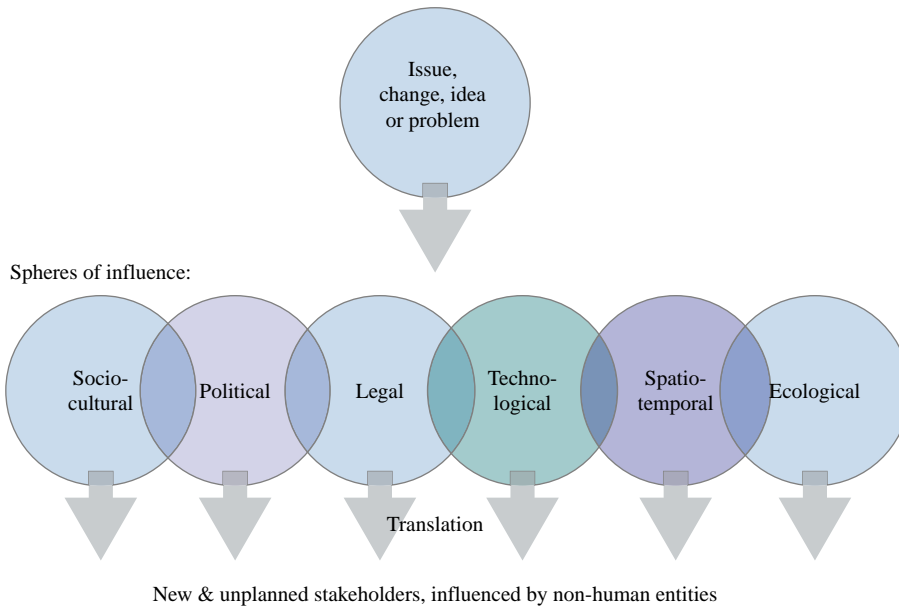 Issue,
change, idea
or problem
Spheres of influence:
Socio-
cultural
Political
Legal
Techno-
logical
Spatio-
temporal
Ecological
Translation
New & unplanned stakeholders, influenced by non-human entities